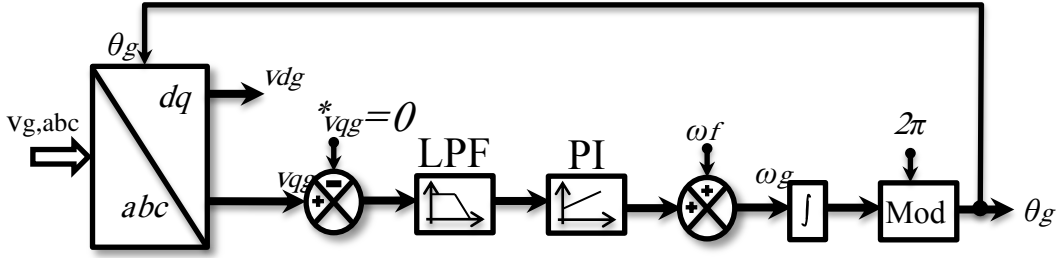 θg
dq
vdg
vg,abc
*vqg=0
abc
vqg
LPF
PI
ωf
ωg
∫
2π
Mod
θg